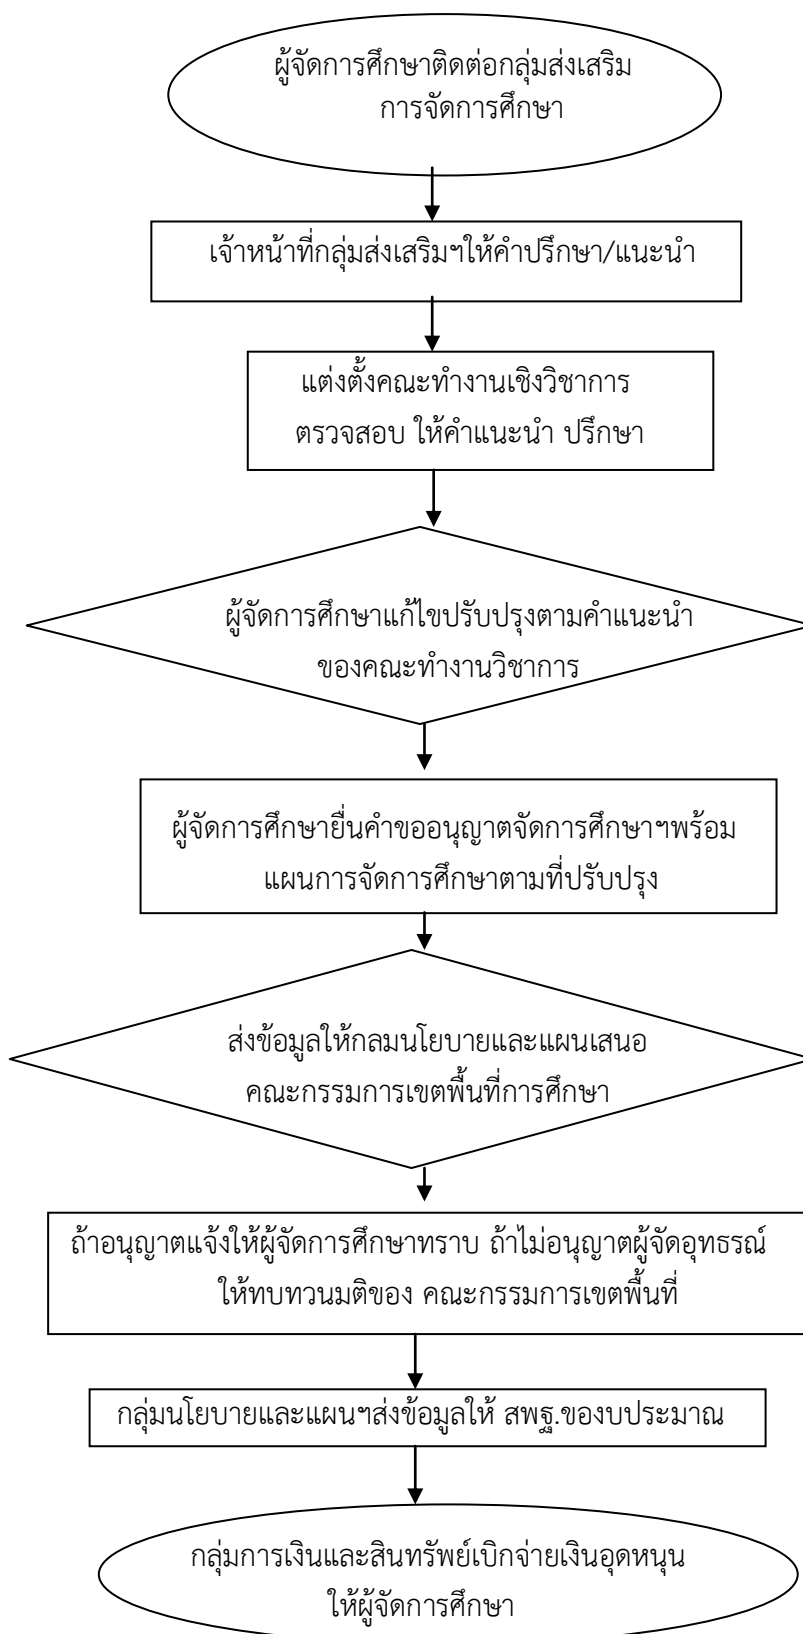 ผู้จัดการศึกษาติดต่อกลุ่มส่งเสริม
การจัดการศึกษา
เจ้าหน้าที่กลุ่มส่งเสริมฯให้คำปรึกษา/แนะนำ
แต่งตั้งคณะทำงานเชิงวิชาการ
ตรวจสอบ ให้คำแนะนำ ปรึกษา
ผู้จัดการศึกษาแก้ไขปรับปรุงตามคำแนะนำ
ของคณะทำงานวิชาการ
ผู้จัดการศึกษายื่นคำขออนุญาตจัดการศึกษาฯพร้อม
แผนการจัดการศึกษาตามที่ปรับปรุง
ส่งข้อมูลให้กลมนโยบายและแผนเสนอ
คณะกรรมการเขตพื้นที่การศึกษา
ถ้าอนุญาตแจ้งให้ผู้จัดการศึกษาทราบ ถ้าไม่อนุญาตผู้จัดอุทธรณ์
ให้ทบทวนมติของ คณะกรรมการเขตพื้นที่
กลุ่มนโยบายและแผนฯส่งข้อมูลให้ สพฐ.ของบประมาณ
กลุ่มการเงินและสินทรัพย์เบิกจ่ายเงินอุดหนุน
ให้ผู้จัดการศึกษา